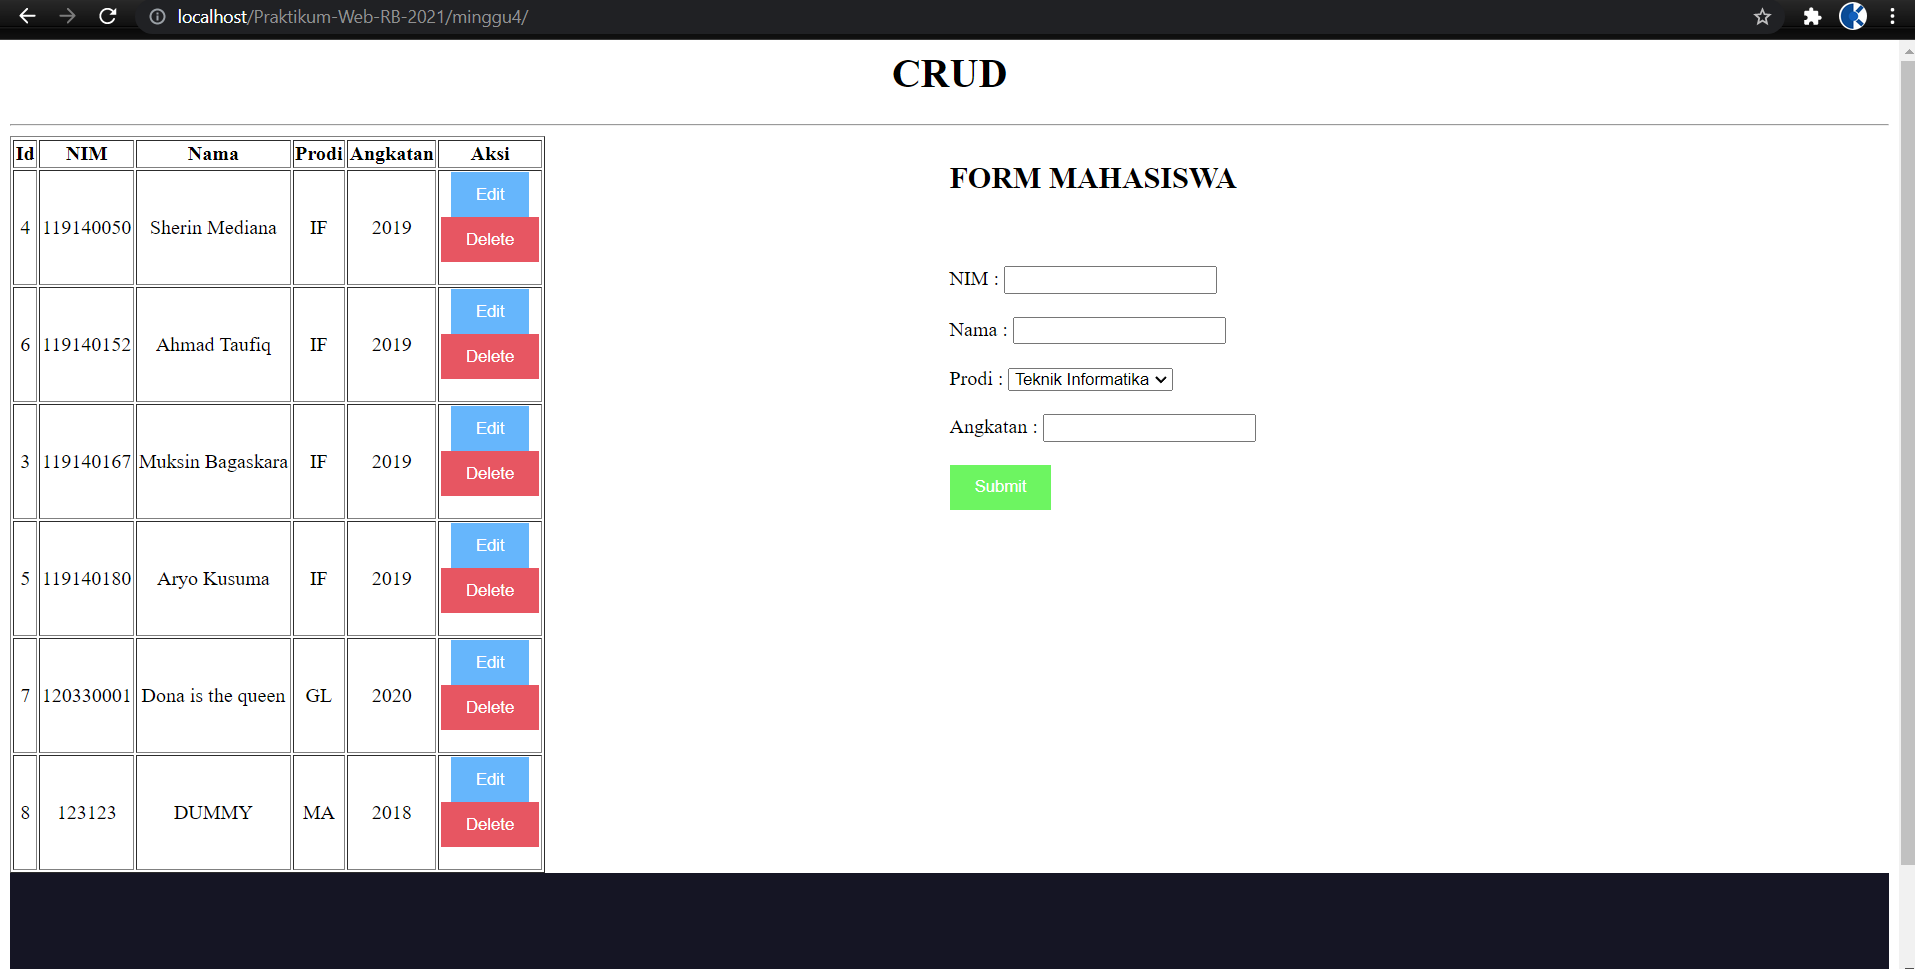 localhost/Praktikum-Web-RB-2021/minggu4/
CRUD
Id NIM Nama Prodi Angkatan Aksi
4 119140050 Sherin Mediana IF 2019 Edit
Delete
6 119140152 Ahmad Taufiq IF 2019 Edit
Delete
3 119140167 Muksin Bagaskara IF 2019 Edit
Delete
5 119140180 Aryo Kusuma IF 2019 Edit
Delete
7 120330001 Dona is the queen GL 2020 Edit
Delete
8 123123 DUMMY MA 2018 Edit
Delete
FORM MAHASISWA
NIM :
Nama :
Prodi : Teknik Informatika
Angkatan :
Submit